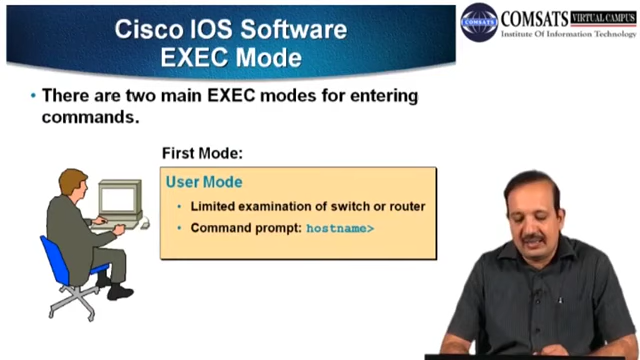 Cisco IOS Software
EXEC Mode
COMSATS VIRTUAL CAMPUS
Institute Of Information Technology
• There are two main EXEC modes for entering
commands.
First Mode:
User Mode
• Limited examination of switch or router
• Command prompt: hostname>